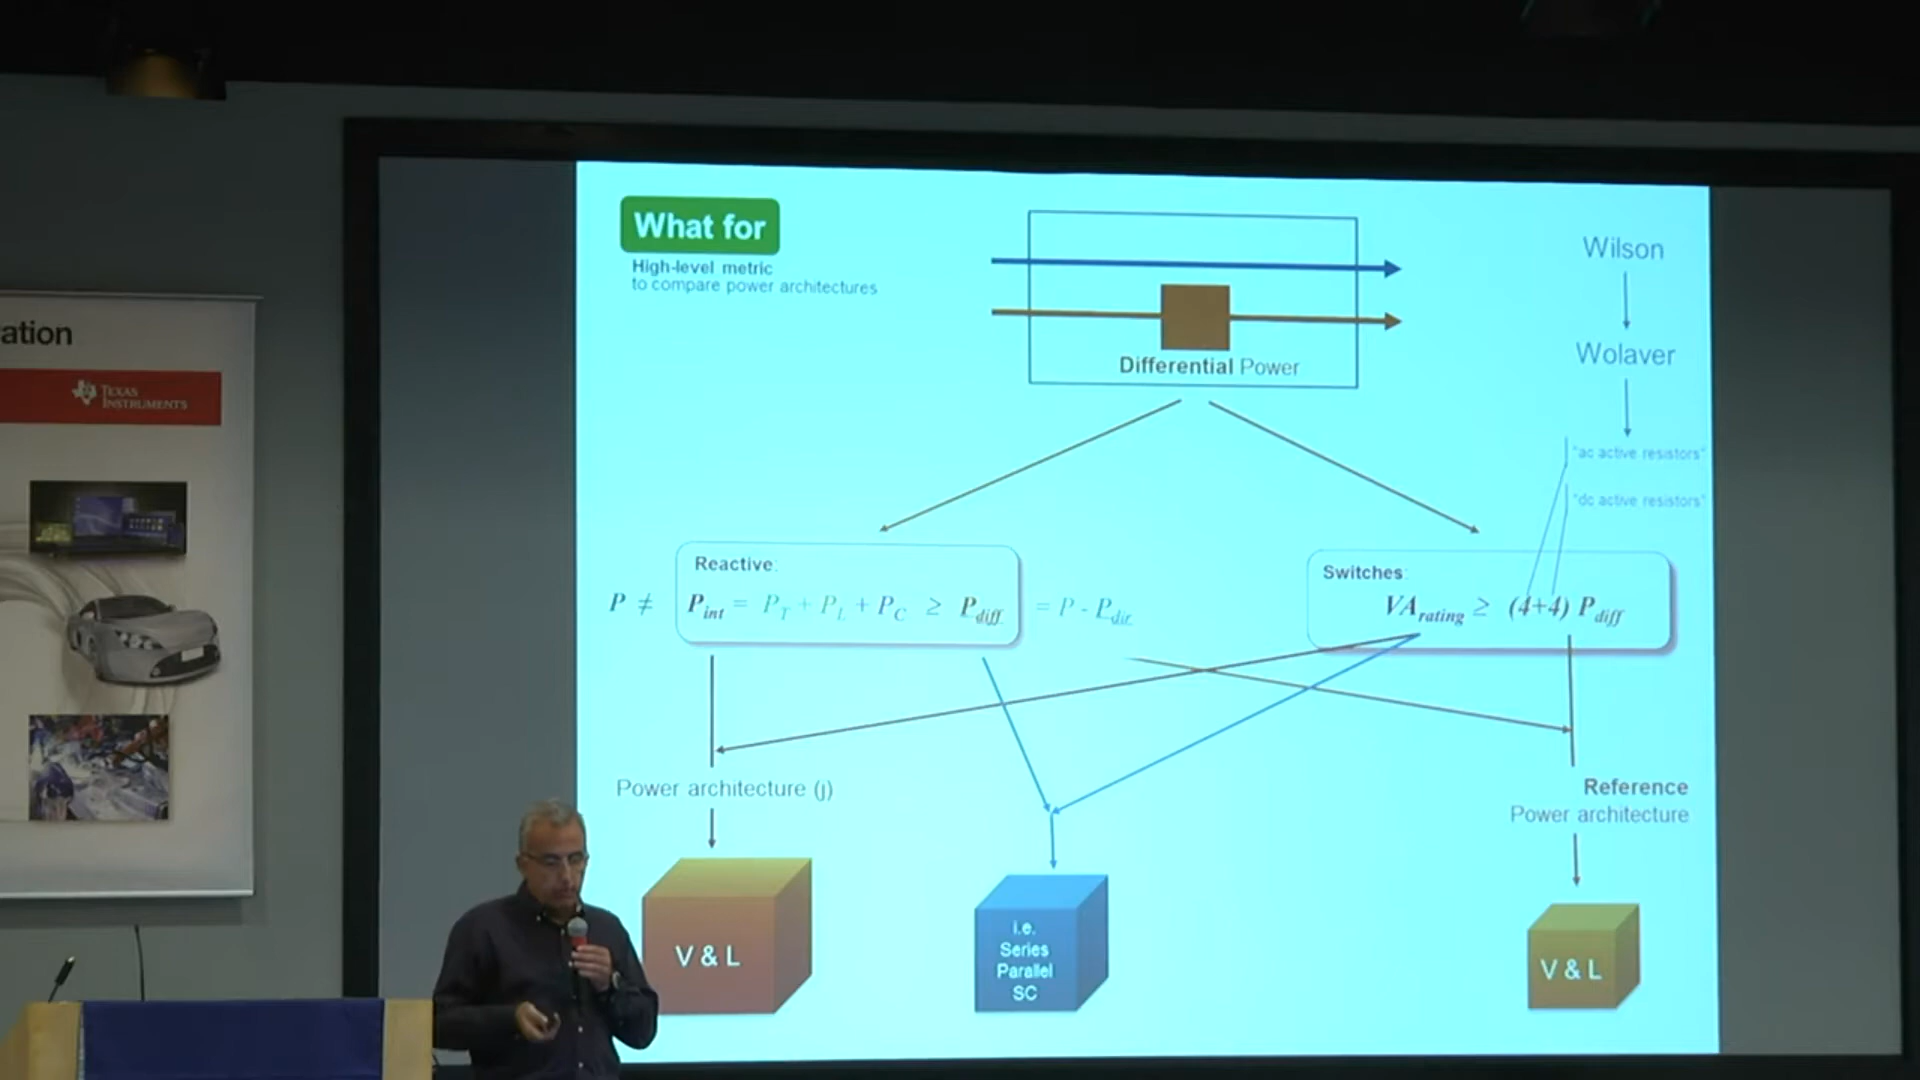 ation
TEXAS
INSTRUMENTS
What for
High-level metric
to compare power architectures
Differential Power
Wilson
Wolaver
"ac active resistors"
"dc active resistors"
Reactive:
P ≠ P_int = P_T + P_L + P_C ≥ P_diff = P - P_dir
Switches:
VA_rating ≥ (4+4) P_diff
Power architecture (j)
Reference
Power architecture
V & L
i.e.
Series
Parallel
SC
V & L